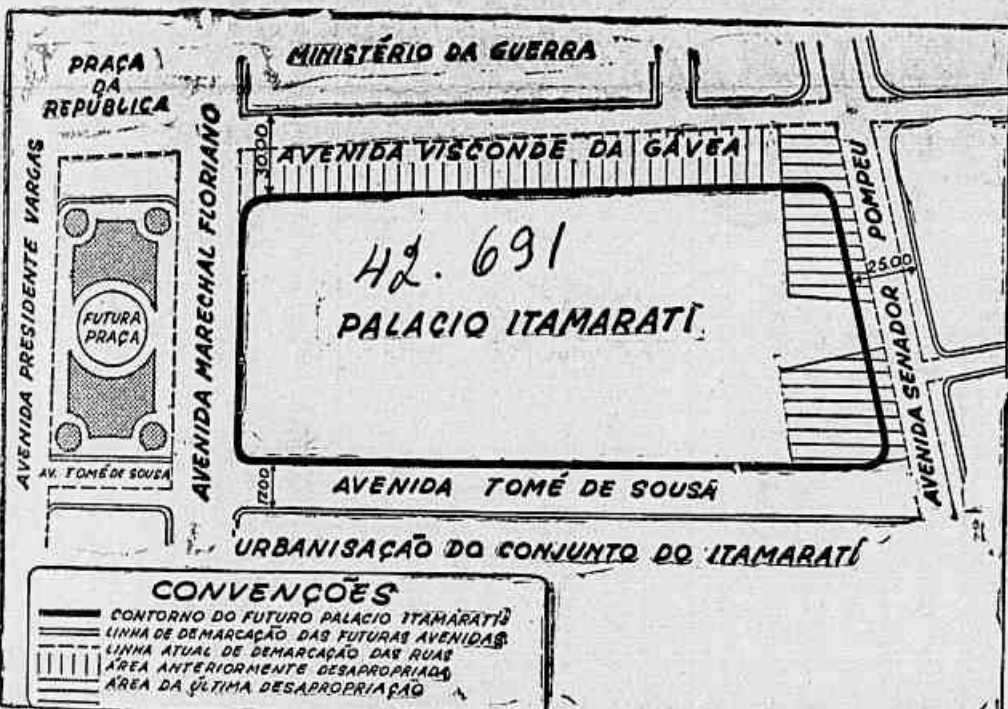 PRAÇA
DA
REPÚBLICA
MINISTÉRIO DA GUERRA
AVENIDA PRESIDENTE VARGAS
AVENIDA MARECHAL FLORIANO
30.00
AVENIDA VISCONDE DA GÁVEA
POMPEU
25.00
42.691
PALACIO ITAMARATÍ
FUTURA
PRAÇA
AVENIDA SENADOR
AV. TOMÉ DE SOUSA
AVENIDA TOMÉ DE SOUSA
URBANISAÇÃO DO CONJUNTO DO ITAMARATÍ
CONVENÇÕES
CONTORNO DO FUTURO PALACIO ITAMARATÍ
LINHA DE DEMARCAÇÃO DAS FUTURAS AVENIDAS
LINHA ATUAL DE DEMARCAÇÃO DAS RUAS
ÁREA ANTERIORMENTE DESAPROPRIADA
ÁREA DA ÚLTIMA DESAPROPRIAÇÃO